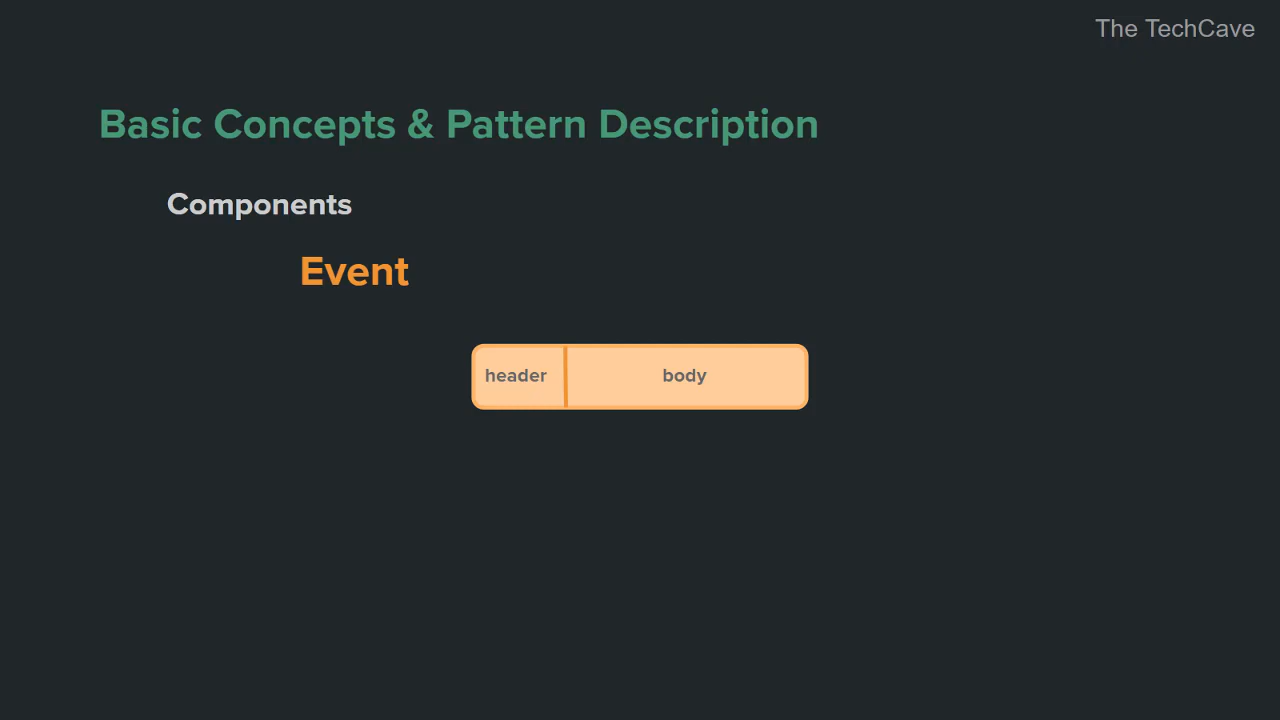 The TechCave
Basic Concepts & Pattern Description
Components
Event
header body